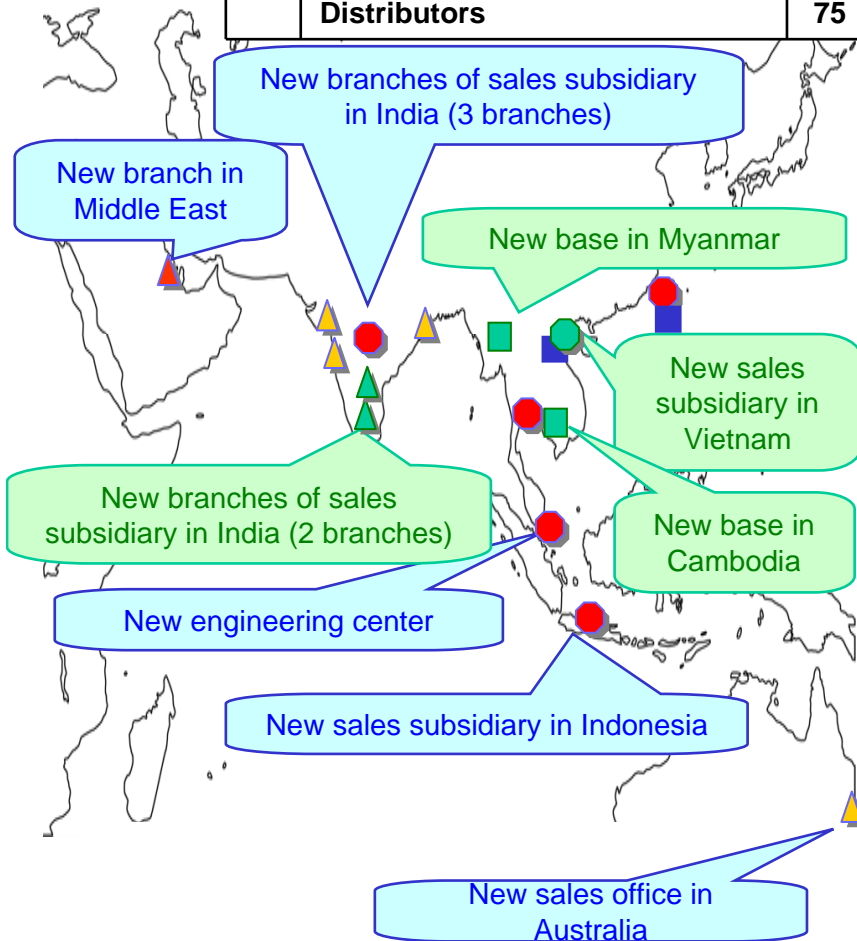 Distributors 75
New branches of sales subsidiary
in India (3 branches)
New branch in
Middle East
New base in Myanmar
New sales
subsidiary in
Vietnam
New branches of sales
subsidiary in India (2 branches)
New base in
Cambodia
New engineering center
New sales subsidiary in Indonesia
New sales office in
Australia